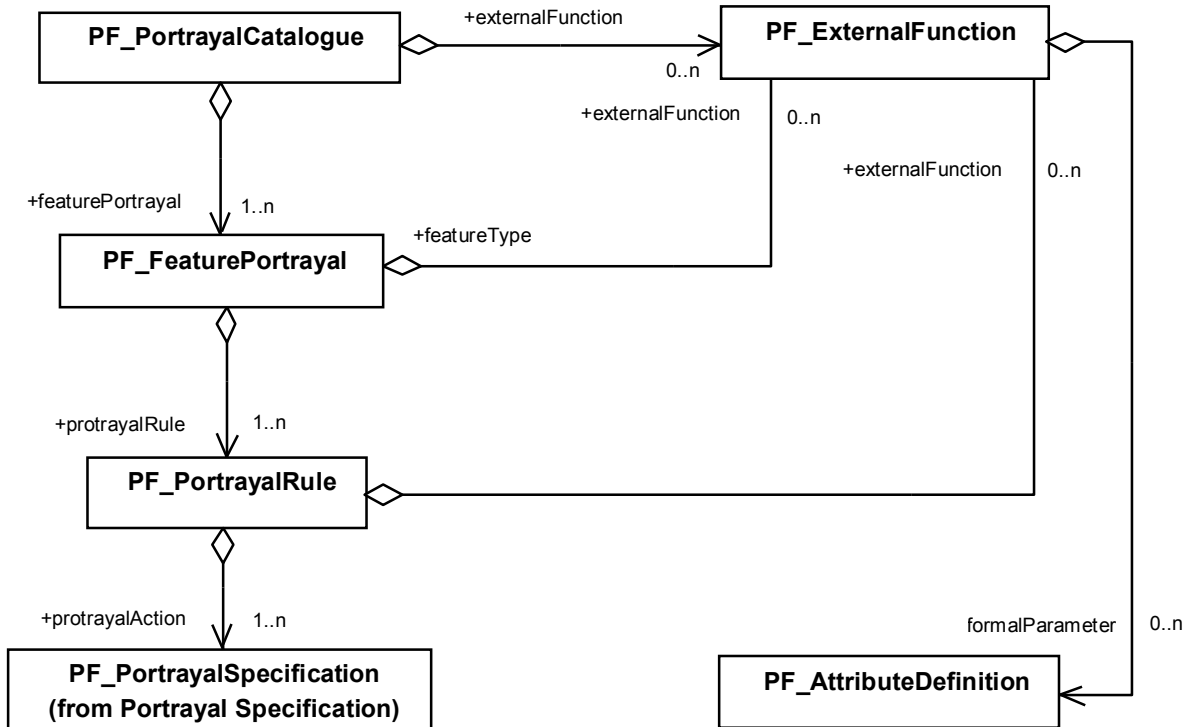 PF_PortrayalCatalogue
+externalFunction
0..n
PF_ExternalFunction
+externalFunction
0..n
+externalFunction
0..n
+featurePortrayal
1..n
PF_FeaturePortrayal
+featureType
+protrayalRule
1..n
PF_PortrayalRule
+protrayalAction
1..n
PF_PortrayalSpecification
(from Portrayal Specification)
formalParameter
0..n
PF_AttributeDefinition